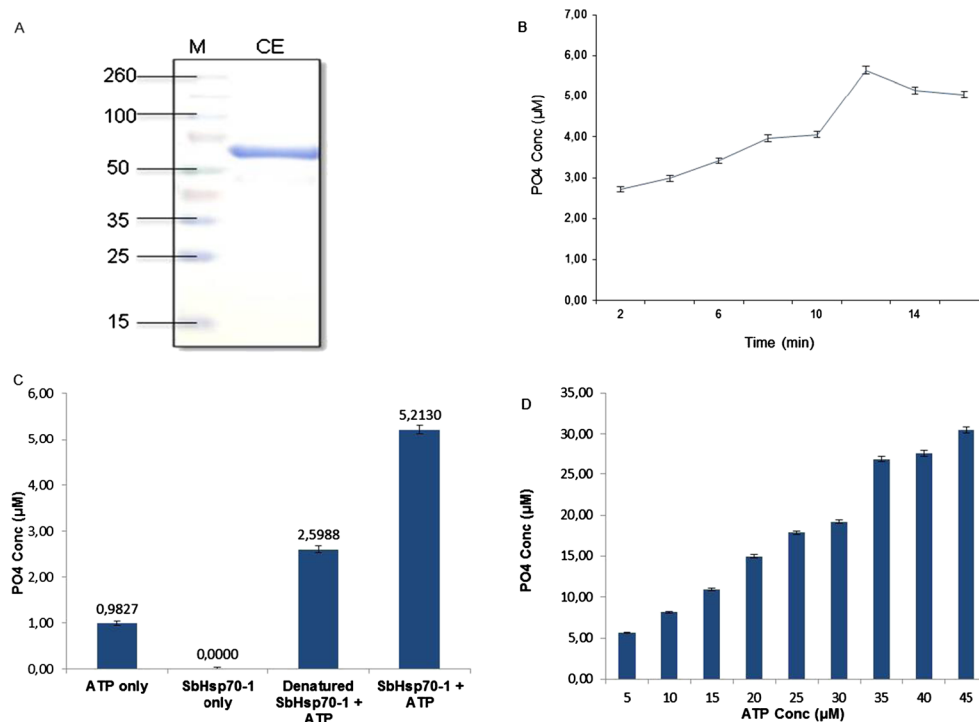 A
M CE
260
100
50
35
25
15
B
PO4 Conc (µM)
7,00
6,00
5,00
4,00
3,00
2,00
1,00
0,00
2 6 10 14
Time (min)
C
PO4 Conc (µM)
6,00
5,00
4,00
3,00
2,00
1,00
0,00
0,9827
0,0000
2,5988
5,2130
ATP only
SbHsp70-1
only
Denatured
SbHsp70-1 +
ATP
SbHsp70-1 +
ATP
D
PO4 Conc (µM)
35,00
30,00
25,00
20,00
15,00
10,00
5,00
0,00
5 10 15 20 25 30 35 40 45
ATP Conc (µM)